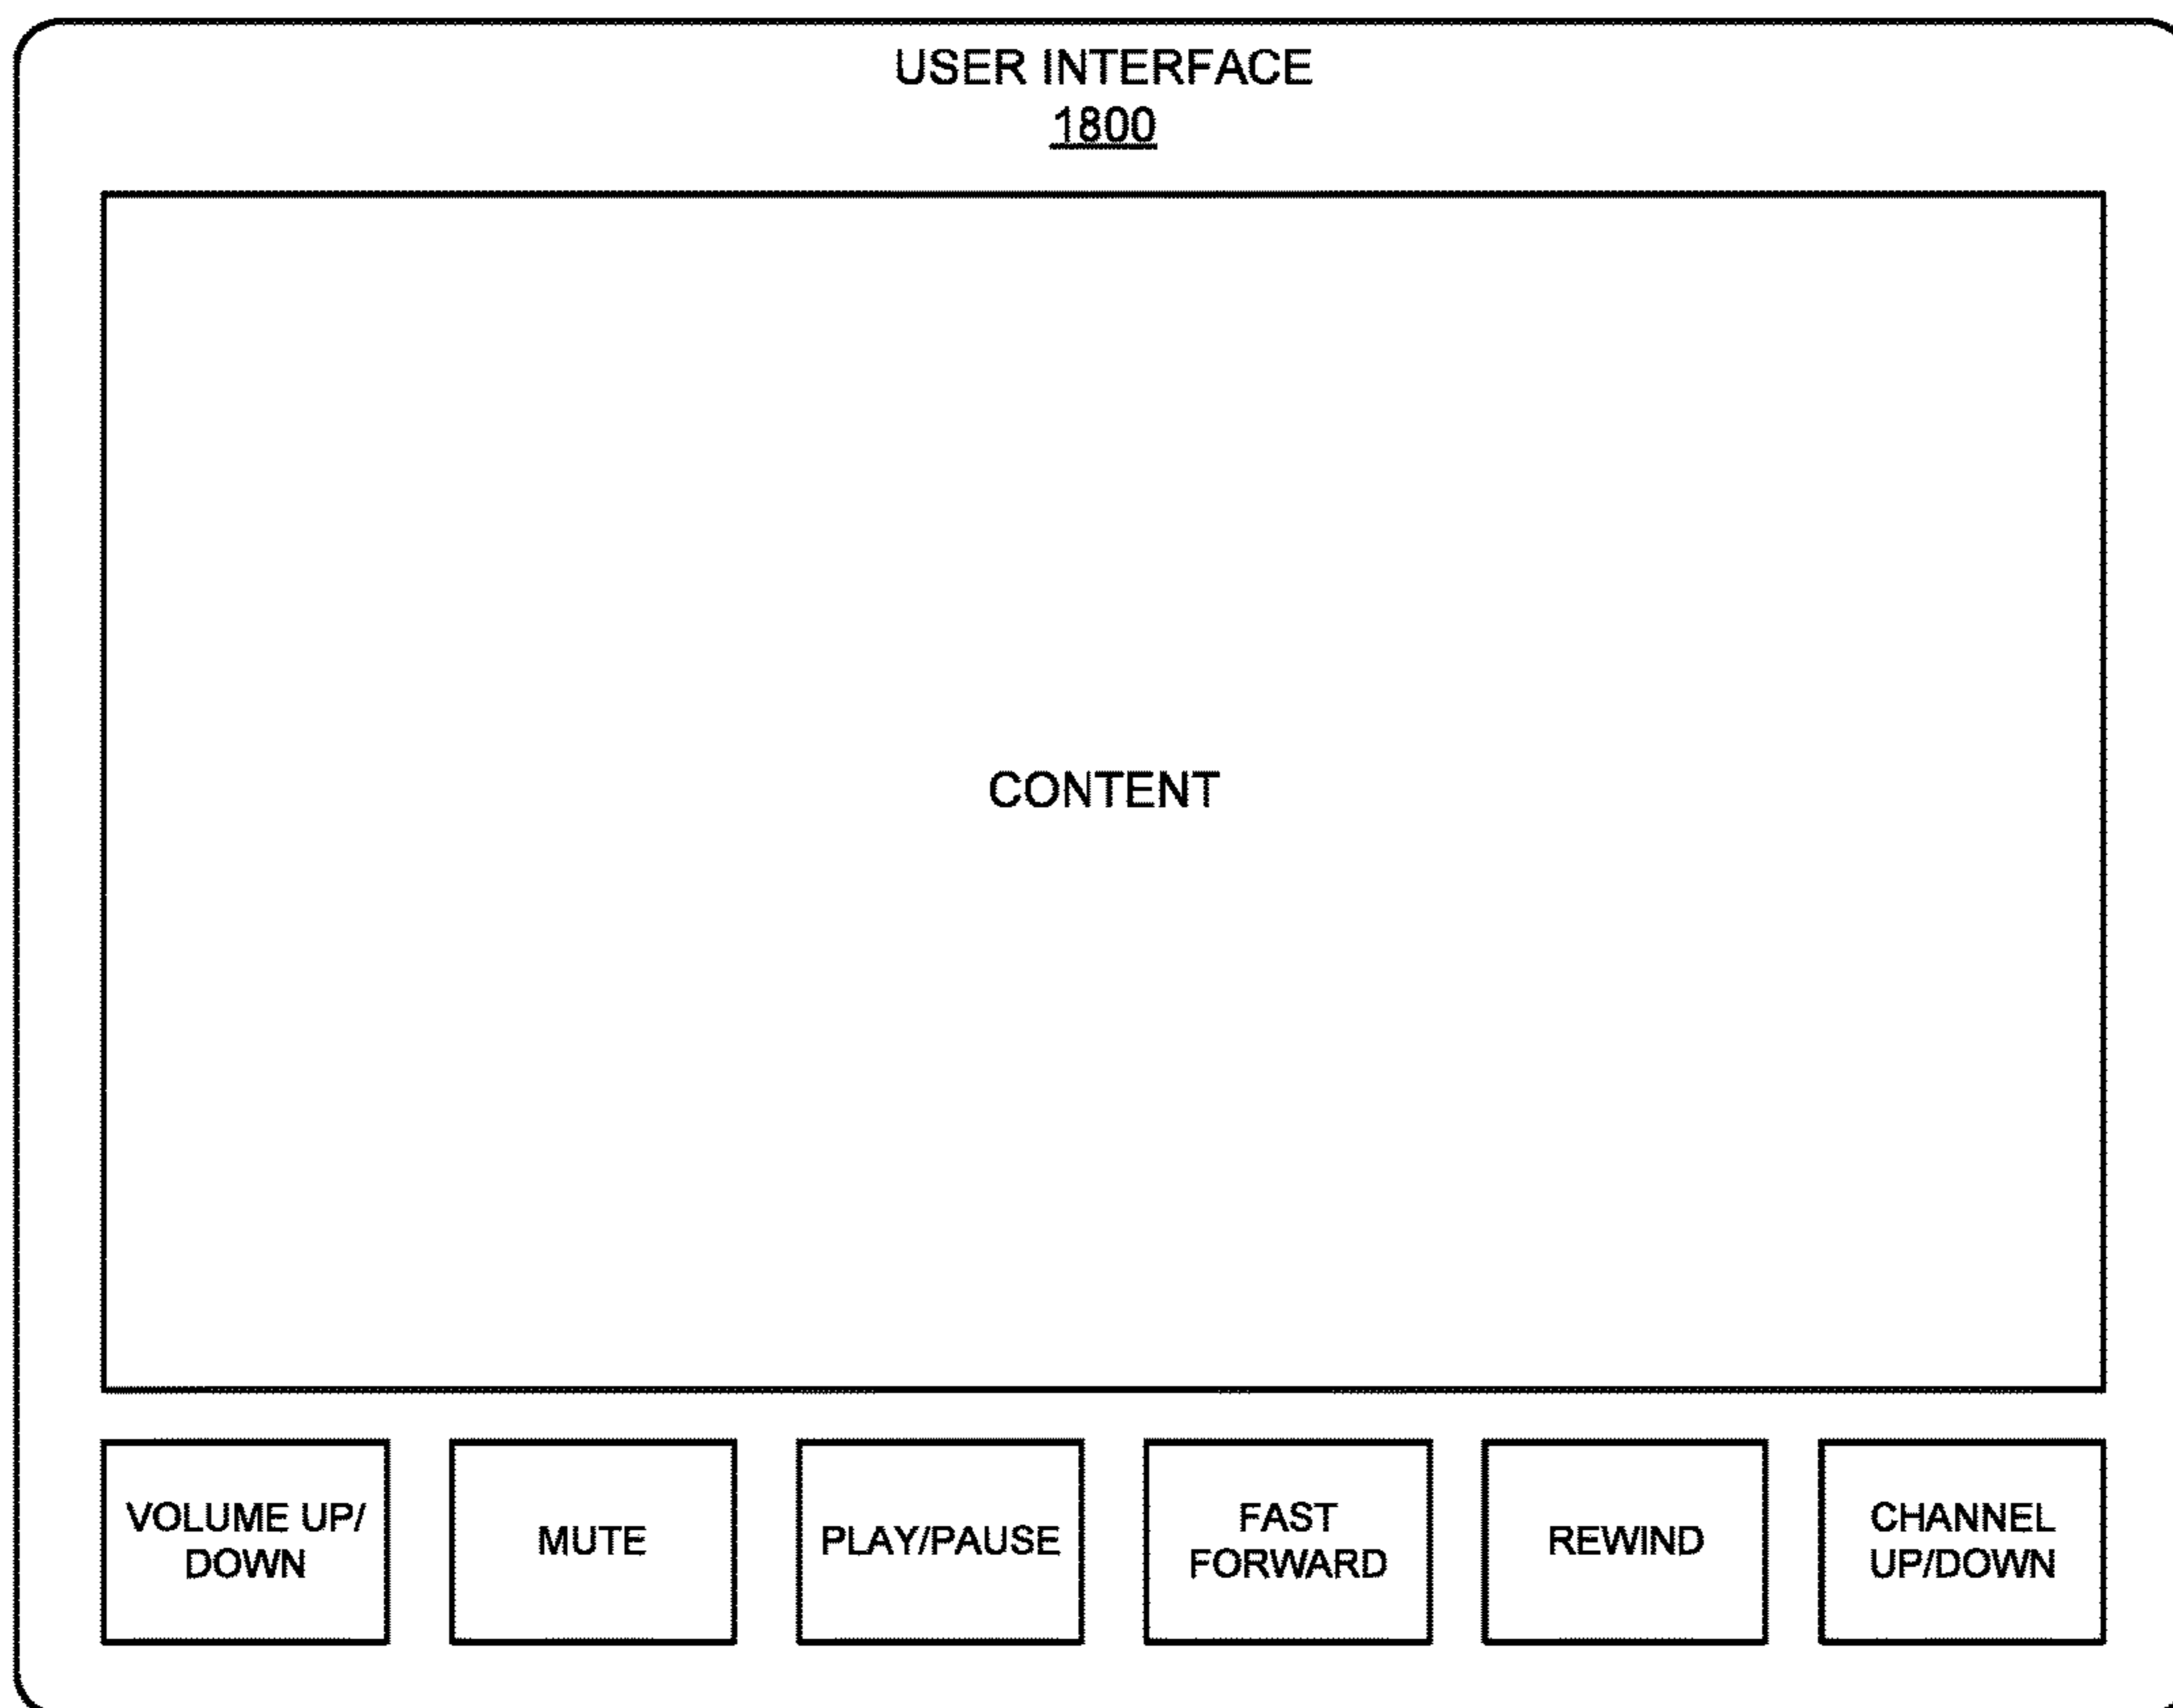 USER INTERFACE
1800
CONTENT
VOLUME UP/
DOWN
MUTE
PLAY/PAUSE
FAST
FORWARD
REWIND
CHANNEL
UP/DOWN